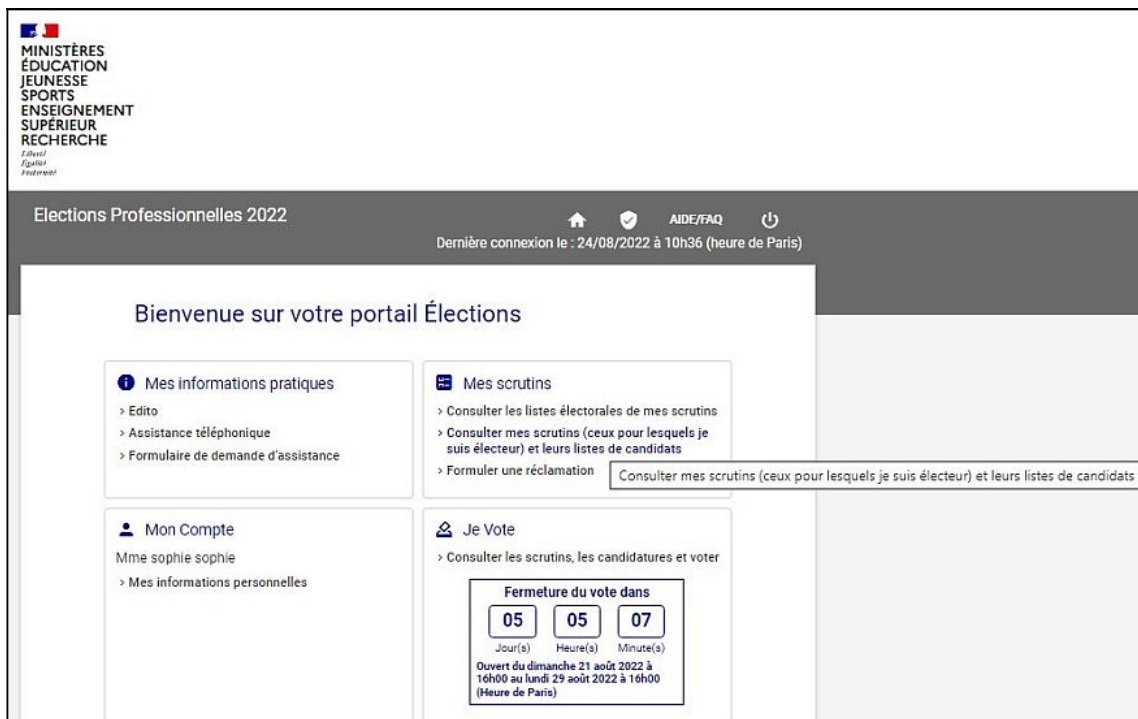 MINISTÈRES
ÉDUCATION
JEUNESSE
SPORTS
ENSEIGNEMENT
SUPÉRIEUR
RECHERCHE
Liberté
Égalité
Fraternité
Elections Professionnelles 2022
AIDE/FAQ
Dernière connexion le : 24/08/2022 à 10h36 (heure de Paris)
Bienvenue sur votre portail Élections
Mes informations pratiques
> Edito
> Assistance téléphonique
> Formulaire de demande d'assistance
Mes scrutins
> Consulter les listes électorales de mes scrutins
> Consulter mes scrutins (ceux pour lesquels je
suis électeur) et leurs listes de candidats
> Formuler une réclamation
Consulter mes scrutins (ceux pour lesquels je suis électeur) et leurs listes de candidats
Mon Compte
Mme sophie sophie
> Mes informations personnelles
Je Vote
> Consulter les scrutins, les candidatures et voter
Fermeture du vote dans
05 05 07
Jour(s) Heure(s) Minute(s)
Ouvert du dimanche 21 août 2022 à
16h00 au lundi 29 août 2022 à 16h00
(Heure de Paris)